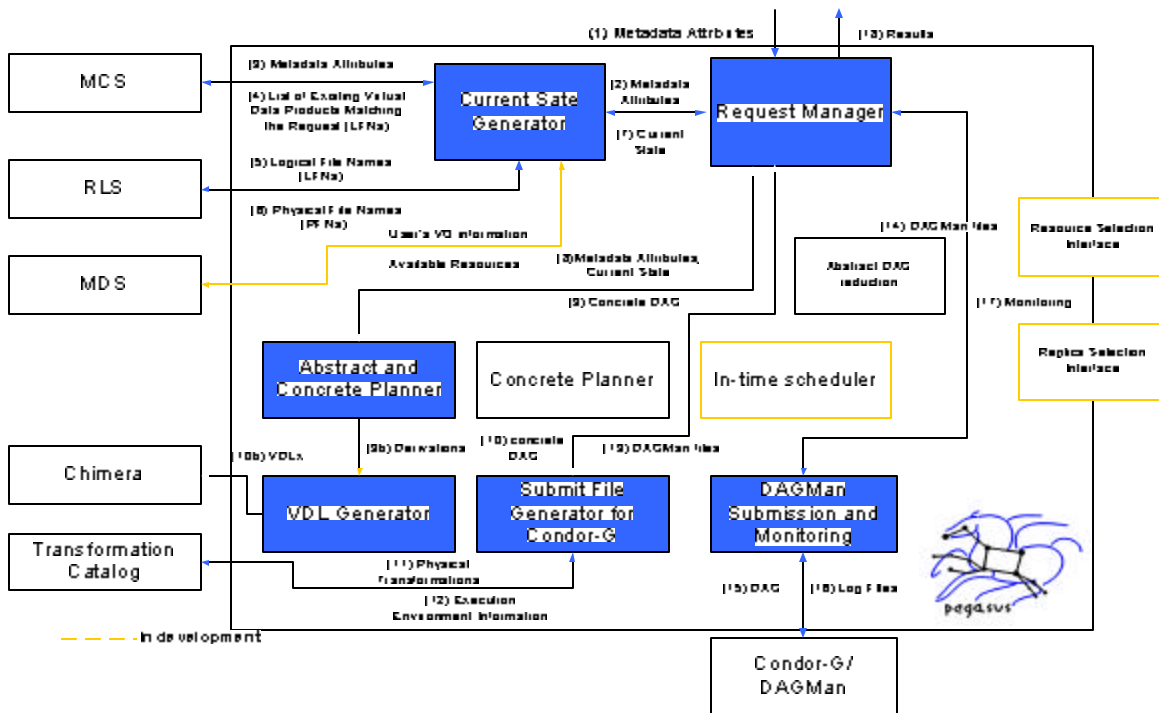 (1) Metadata Attributes
(18) Results
MCS
(3) Metadata Attributes
(4) List of Existing Virtual
Data Products Matching
the Request (LFNs)
Current Sate
Generator
(2) Metadata
Attributes
(7) Current
State
Request Manager
RLS
(5) Logical File Names
(LFNs)
(6) Physical File Names
(PFNs)
User's VO information
MDS
Available Resources
(8) Metadata Attributes,
Current State
(9) Concrete DAG
(14) DAGMan files
Abstract DAG
reduction
(17) Monitoring
Resource Selection
Interface
Replica Selection
Interface
Abstract and
Concrete Planner
Concrete Planner
In-time scheduler
(9b) Derivations
(10) concrete
DAG
(13) DAGMan files
(10b) VDLx
Chimera
VDL Generator
Submit File
Generator for
Condor-G
DAGMan
Submission and
Monitoring
Transformation
Catalog
(11) Physical
Transformations
(12) Execution
Environment Information
(15) DAG
(16) Log Files
pegasus
In development
Condor-G/
DAGMan